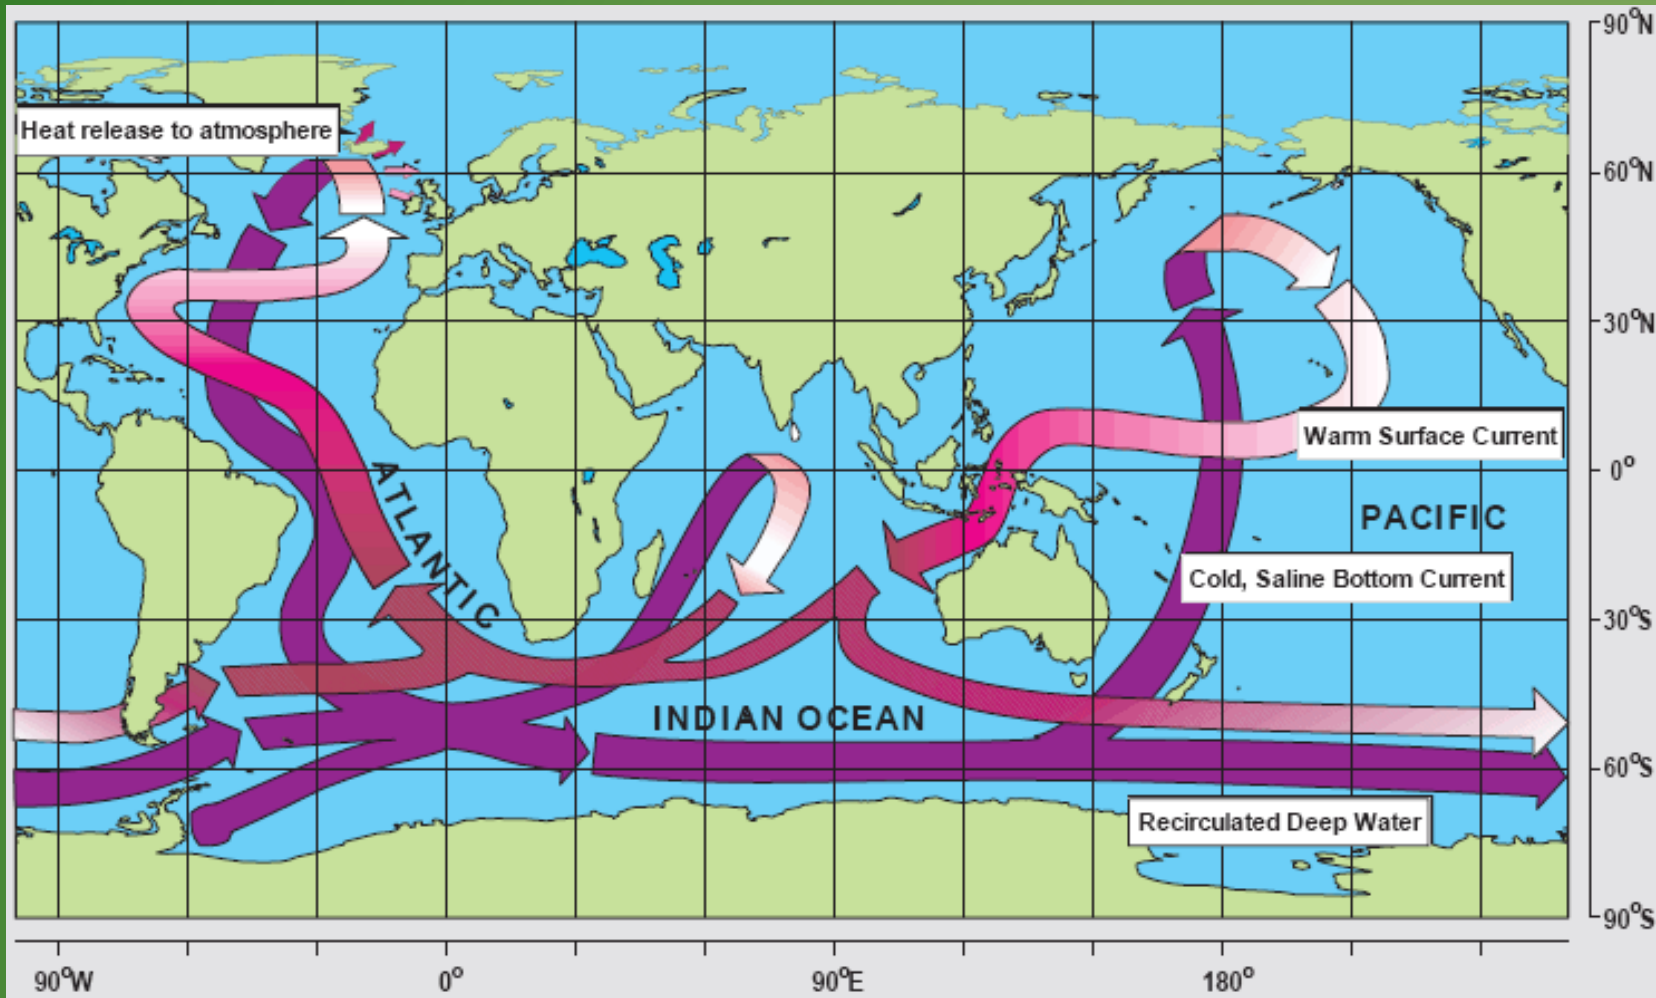 90°N
Heat release to atmosphere
60°N
30°N
Warm Surface Current
0°
ATLANTIC
PACIFIC
Cold, Saline Bottom Current
30°S
INDIAN OCEAN
60°S
Recirculated Deep Water
90°S
90°W 0° 90°E 180°